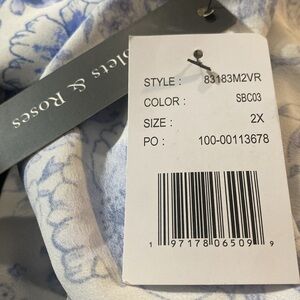 olets & Roses
STYLE : 83183M2VR
COLOR : SBC03
SIZE : 2X
PO : 100-00113678
1 97178 06509 9